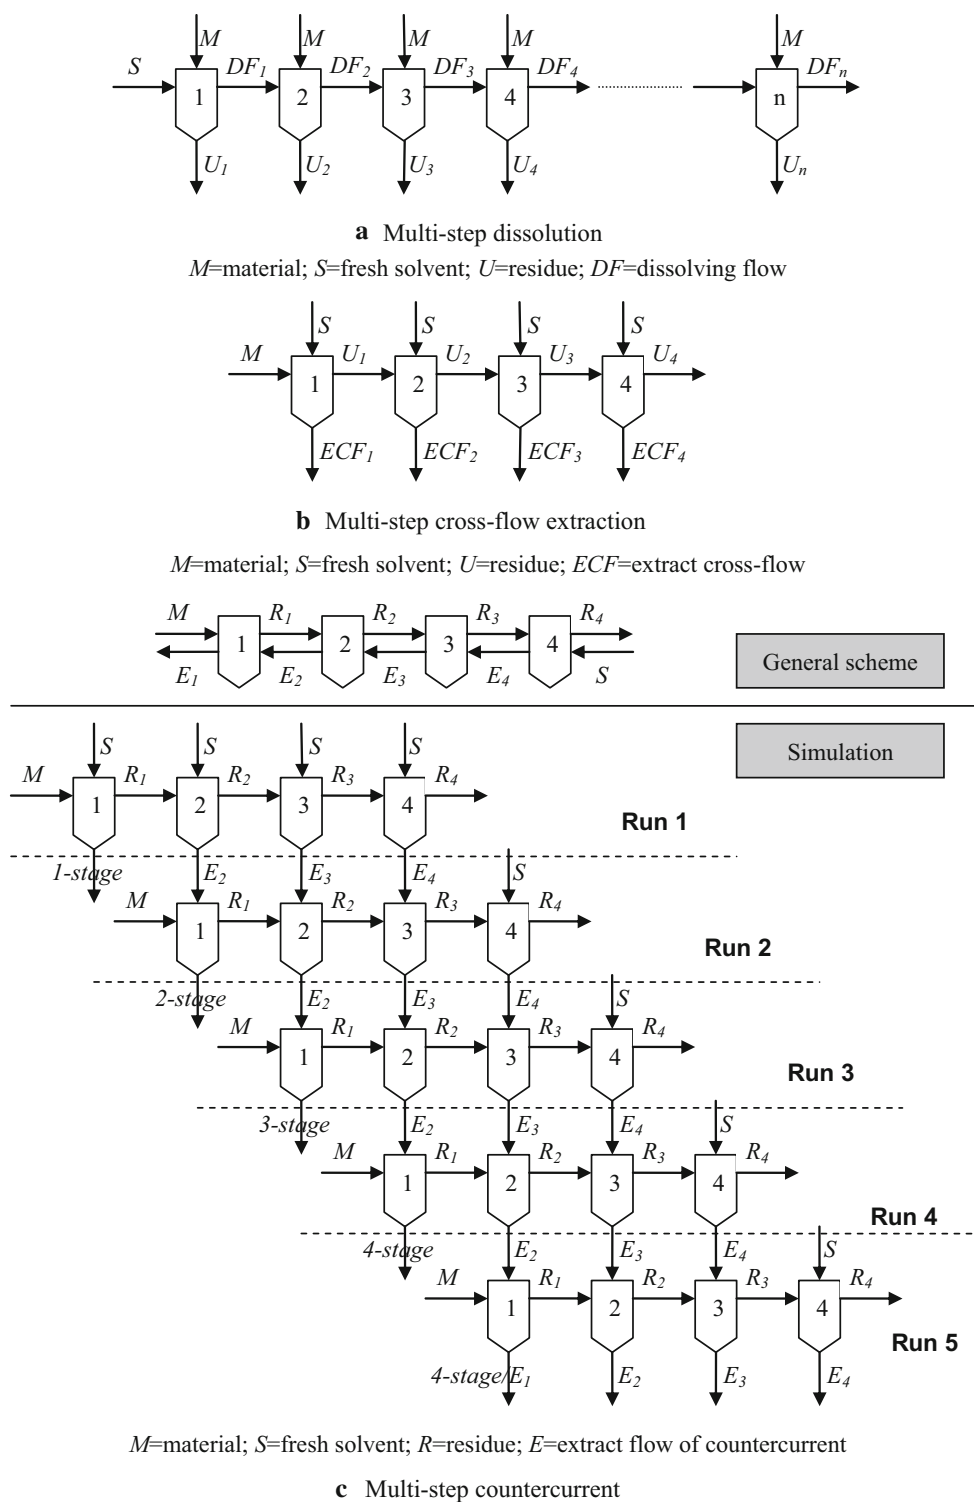 M M M M M
S DF1 DF2 DF3 DF4 DFn
1 2 3 4 n
U1 U2 U3 U4 Un
a Multi-step dissolution
M=material; S=fresh solvent; U=residue; DF=dissolving flow
S S S S
M U1 U2 U3 U4
1 2 3 4
ECF1 ECF2 ECF3 ECF4
b Multi-step cross-flow extraction
M=material; S=fresh solvent; U=residue; ECF=extract cross-flow
M R1 R2 R3 R4
1 2 3 4
E1 E2 E3 E4 S
General scheme
Simulation
S S S S
M R1 R2 R3 R4
1 2 3 4
Run 1
1-stage E2 E3 E4 S
M R1 R2 R3 R4
1 2 3 4
Run 2
2-stage E2 E3 E4 S
M R1 R2 R3 R4
1 2 3 4
Run 3
3-stage E2 E3 E4 S
M R1 R2 R3 R4
1 2 3 4
Run 4
4-stage E2 E3 E4 S
M R1 R2 R3 R4
1 2 3 4
Run 5
4-stage/E1 E2 E3 E4
M=material; S=fresh solvent; R=residue; E=extract flow of countercurrent
c Multi-step countercurrent